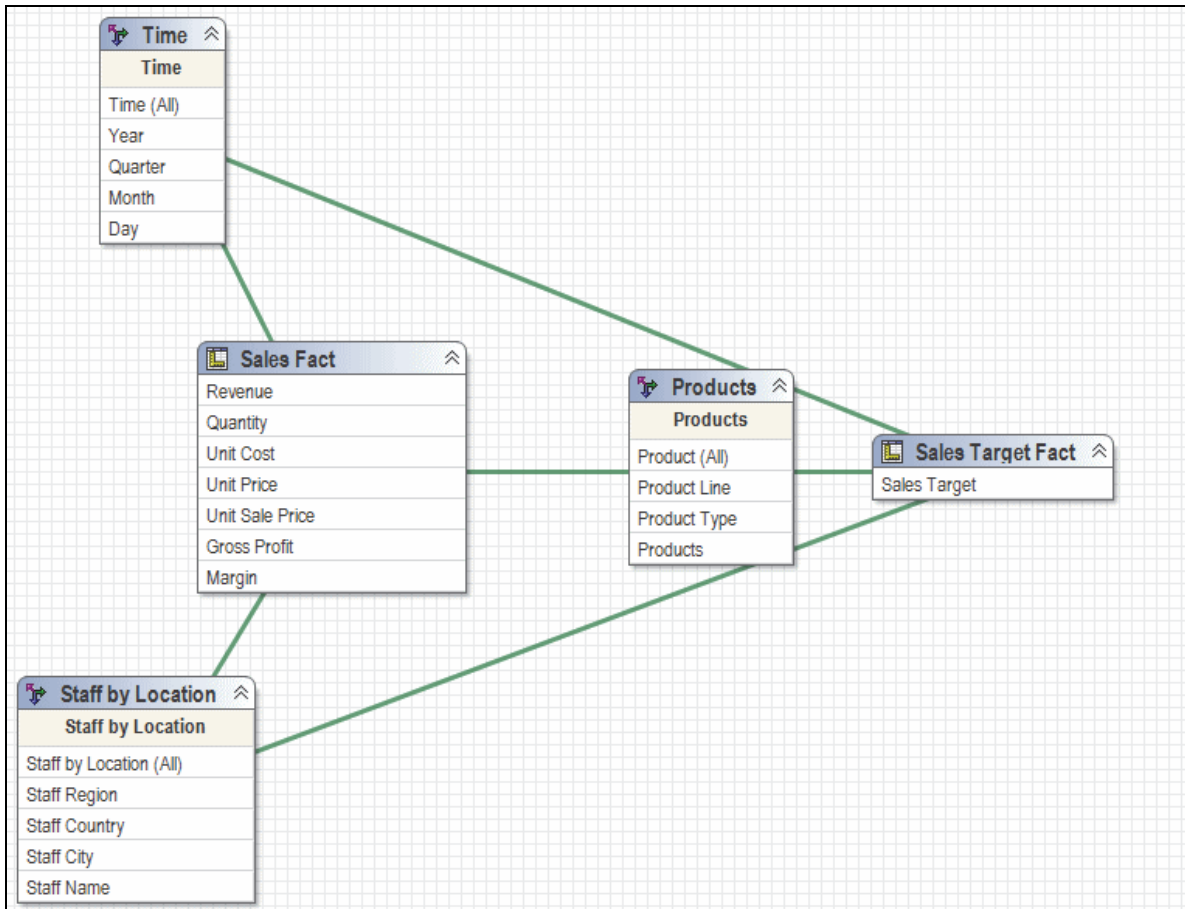 Time
Time
Time (All)
Year
Quarter
Month
Day
Sales Fact
Revenue
Quantity
Unit Cost
Unit Price
Unit Sale Price
Gross Profit
Margin
Products
Products
Product (All)
Product Line
Product Type
Products
Sales Target Fact
Sales Target
Staff by Location
Staff by Location
Staff by Location (All)
Staff Region
Staff Country
Staff City
Staff Name